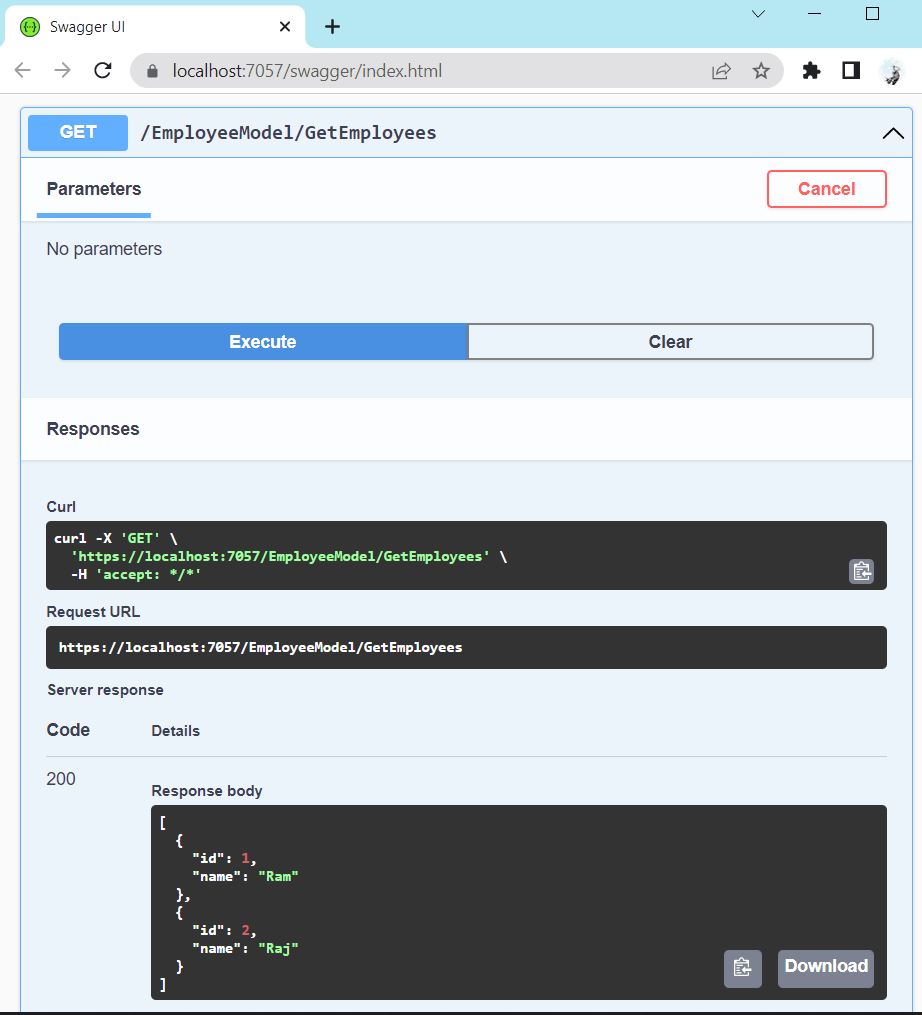 Swagger UI
localhost:7057/swagger/index.html
GET /EmployeeModel/GetEmployees
Parameters Cancel
No parameters
Execute Clear
Responses
Curl
curl -X 'GET' \
  'https://localhost:7057/EmployeeModel/GetEmployees' \
  -H 'accept: */*'
Request URL
https://localhost:7057/EmployeeModel/GetEmployees
Server response
Code Details
200
Response body
[
  {
    "id": 1,
    "name": "Ram"
  },
  {
    "id": 2,
    "name": "Raj"
  }
]
Download